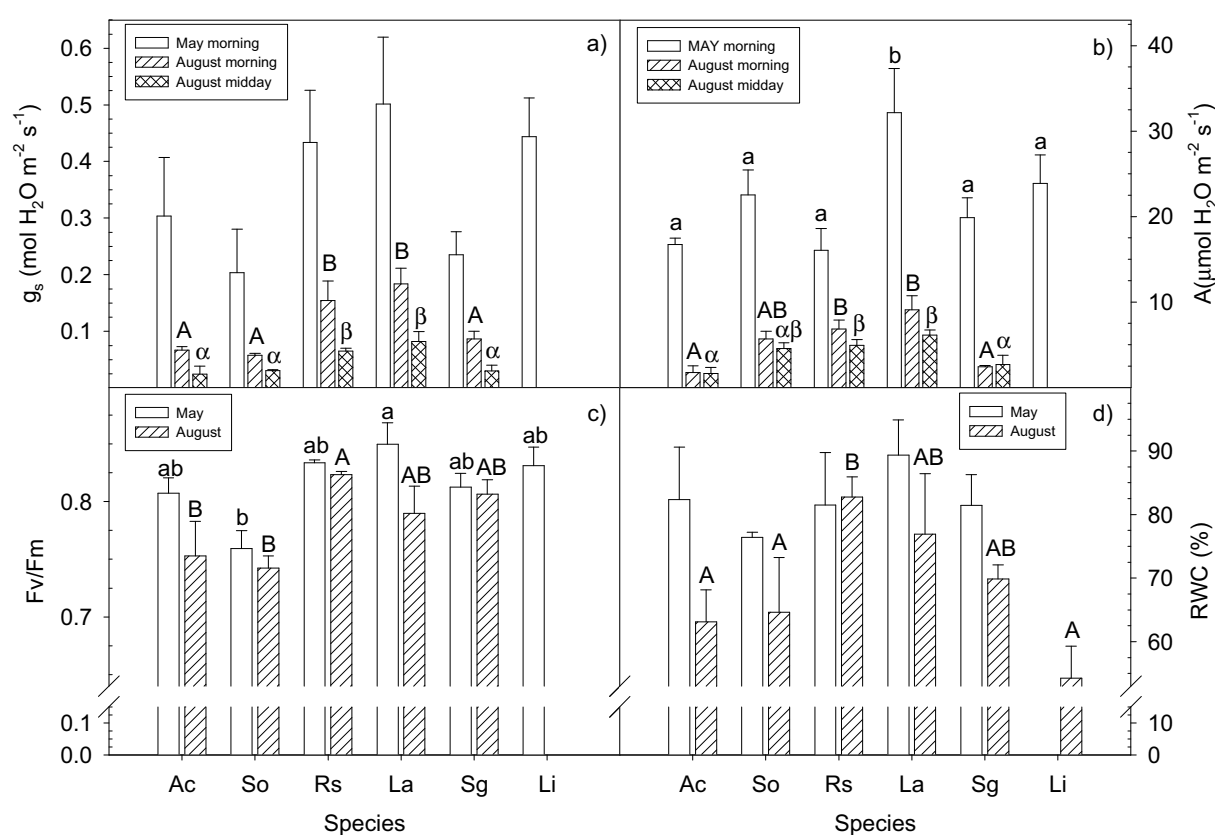 0.6
0.5
0.4
0.3
0.2
0.1
gs (mol H2O m-2 s-1)
May morning
August morning
August midday
a)
A
α
A
α
B
β
B
β
A
α
MAY morning
August morning
August midday
b)
a
A
α
a
AB
αβ
a
B
β
b
B
β
a
A
α
a
40
30
20
10
A(μmol H2O m-2 s-1)
0.8
0.7
0.1
0.0
Fv/Fm
May
August
c)
ab
B
b
B
ab
A
a
AB
ab
AB
ab
May
August
d)
A
A
B
AB
AB
A
90
80
70
60
10
0
RWC (%)
Ac So Rs La Sg Li
Species
Ac So Rs La Sg Li
Species